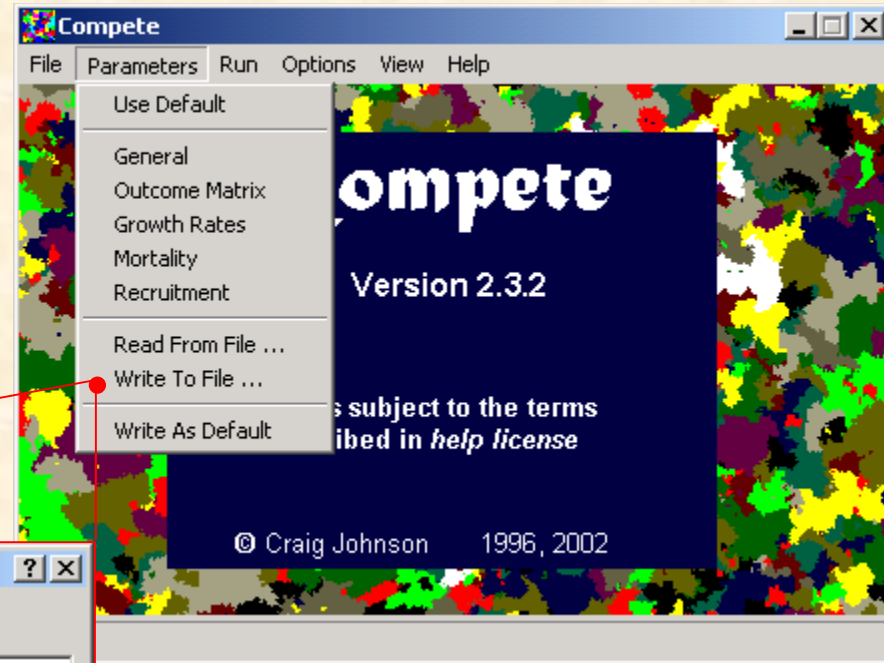 Compete
File Parameters Run Options View Help
Use Default
General
Outcome Matrix
Growth Rates
Mortality
Recruitment
Read From File ...
Write To File ...
Write As Default
ompete
Version 2.3.2
s subject to the terms
ibed in help license
© Craig Johnson 1996, 2002
?